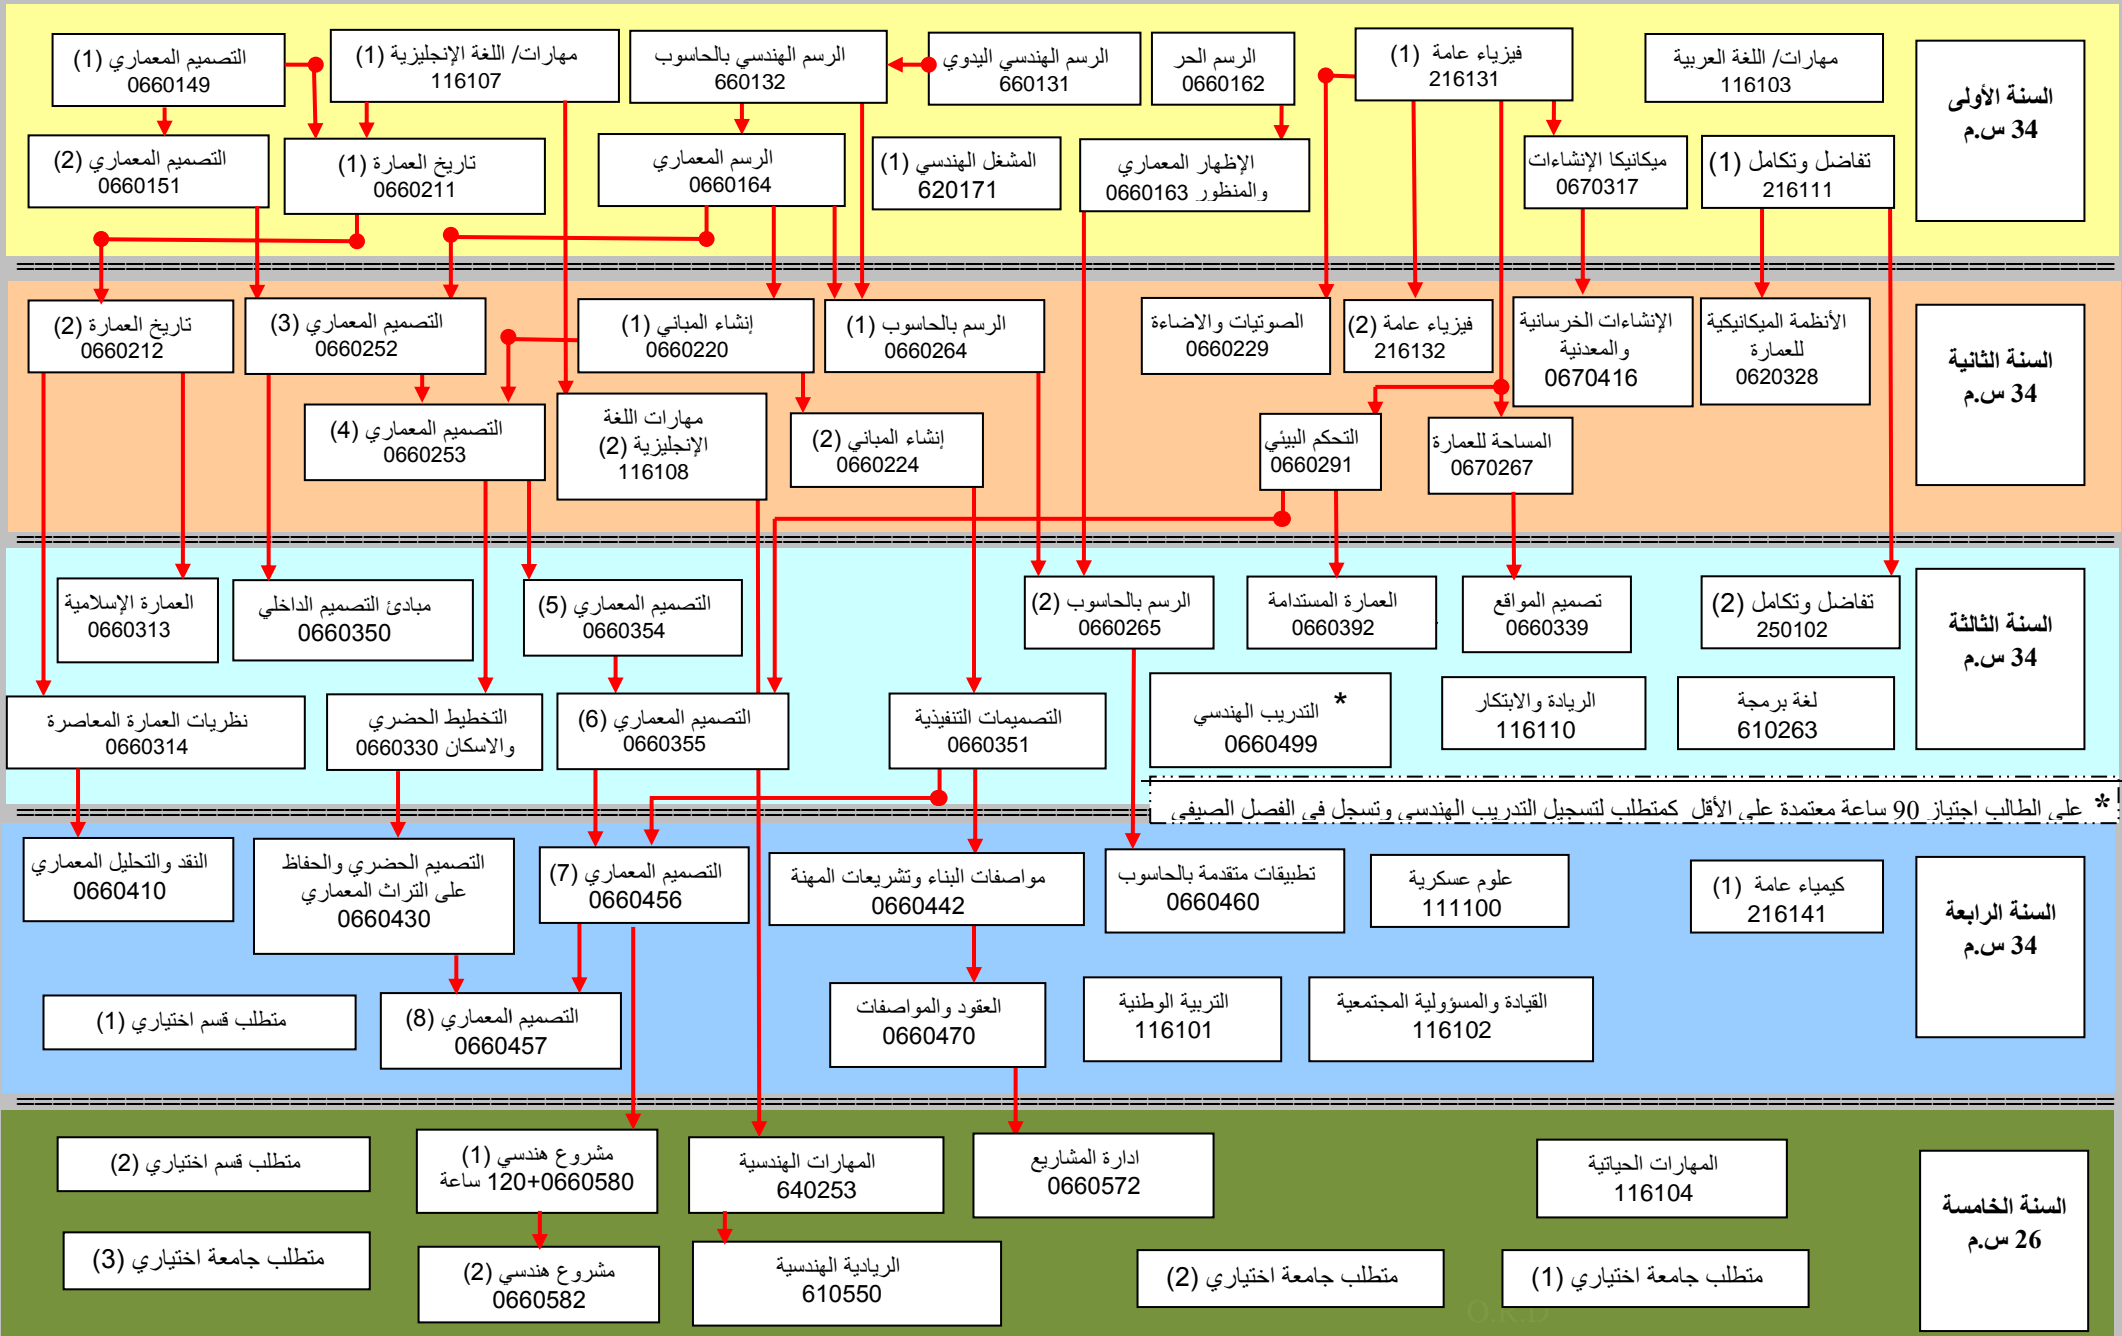 السنة الأولى
34 س.م
مهارات/ اللغة العربية
116103
فيزياء عامة (1)
216131
الرسم الحر
0660162
الرسم الهندسي اليدوي
660131
الرسم الهندسي بالحاسوب
660132
مهارات/ اللغة الإنجليزية (1)
116107
التصميم المعماري (1)
0660149
تفاضل وتكامل (1)
216111
ميكانيكا الإنشاءات
0670317
الإظهار المعماري
والمنظور 0660163
المشغل الهندسي (1)
620171
الرسم المعماري
0660164
تاريخ العمارة (1)
0660211
التصميم المعماري (2)
0660151
السنة الثانية
34 س.م
الأنظمة الميكانيكية
للعمارة
0620328
الإنشاءات الخرسانية
والمعدنية
0670416
فيزياء عامة (2)
216132
الصوتيات والاضاءة
0660229
الرسم بالحاسوب (1)
0660264
إنشاء المباني (1)
0660220
التصميم المعماري (3)
0660252
تاريخ العمارة (2)
0660212
المساحة للعمارة
0670267
التحكم البيئي
0660291
إنشاء المباني (2)
0660224
مهارات اللغة
الإنجليزية (2)
116108
التصميم المعماري (4)
0660253
السنة الثالثة
34 س.م
تفاضل وتكامل (2)
250102
تصميم المواقع
0660339
العمارة المستدامة
0660392
الرسم بالحاسوب (2)
0660265
التصميم المعماري (5)
0660354
مبادئ التصميم الداخلي
0660350
العمارة الإسلامية
0660313
لغة برمجة
610263
الريادة والابتكار
116110
* التدريب الهندسي
0660499
التصميمات التنفيذية
0660351
التصميم المعماري (6)
0660355
التخطيط الحضري
والاسكان 0660330
نظريات العمارة المعاصرة
0660314
* على الطالب اجتياز 90 ساعة معتمدة على الأقل كمتطلب لتسجيل التدريب الهندسي وتسجل في الفصل الصيفي
السنة الرابعة
34 س.م
كيمياء عامة (1)
216141
علوم عسكرية
111100
تطبيقات متقدمة بالحاسوب
0660460
مواصفات البناء وتشريعات المهنة
0660442
التصميم المعماري (7)
0660456
التصميم الحضري والحفاظ
على التراث المعماري
0660430
النقد والتحليل المعماري
0660410
القيادة والمسؤولية المجتمعية
116102
التربية الوطنية
116101
العقود والمواصفات
0660470
التصميم المعماري (8)
0660457
متطلب قسم اختياري (1)
السنة الخامسة
26 س.م
المهارات الحياتية
116104
ادارة المشاريع
0660572
المهارات الهندسية
640253
مشروع هندسي (1)
0660580+120 ساعة
متطلب قسم اختياري (2)
متطلب جامعة اختياري (1)
متطلب جامعة اختياري (2)
الريادية الهندسية
610550
مشروع هندسي (2)
0660582
متطلب جامعة اختياري (3)